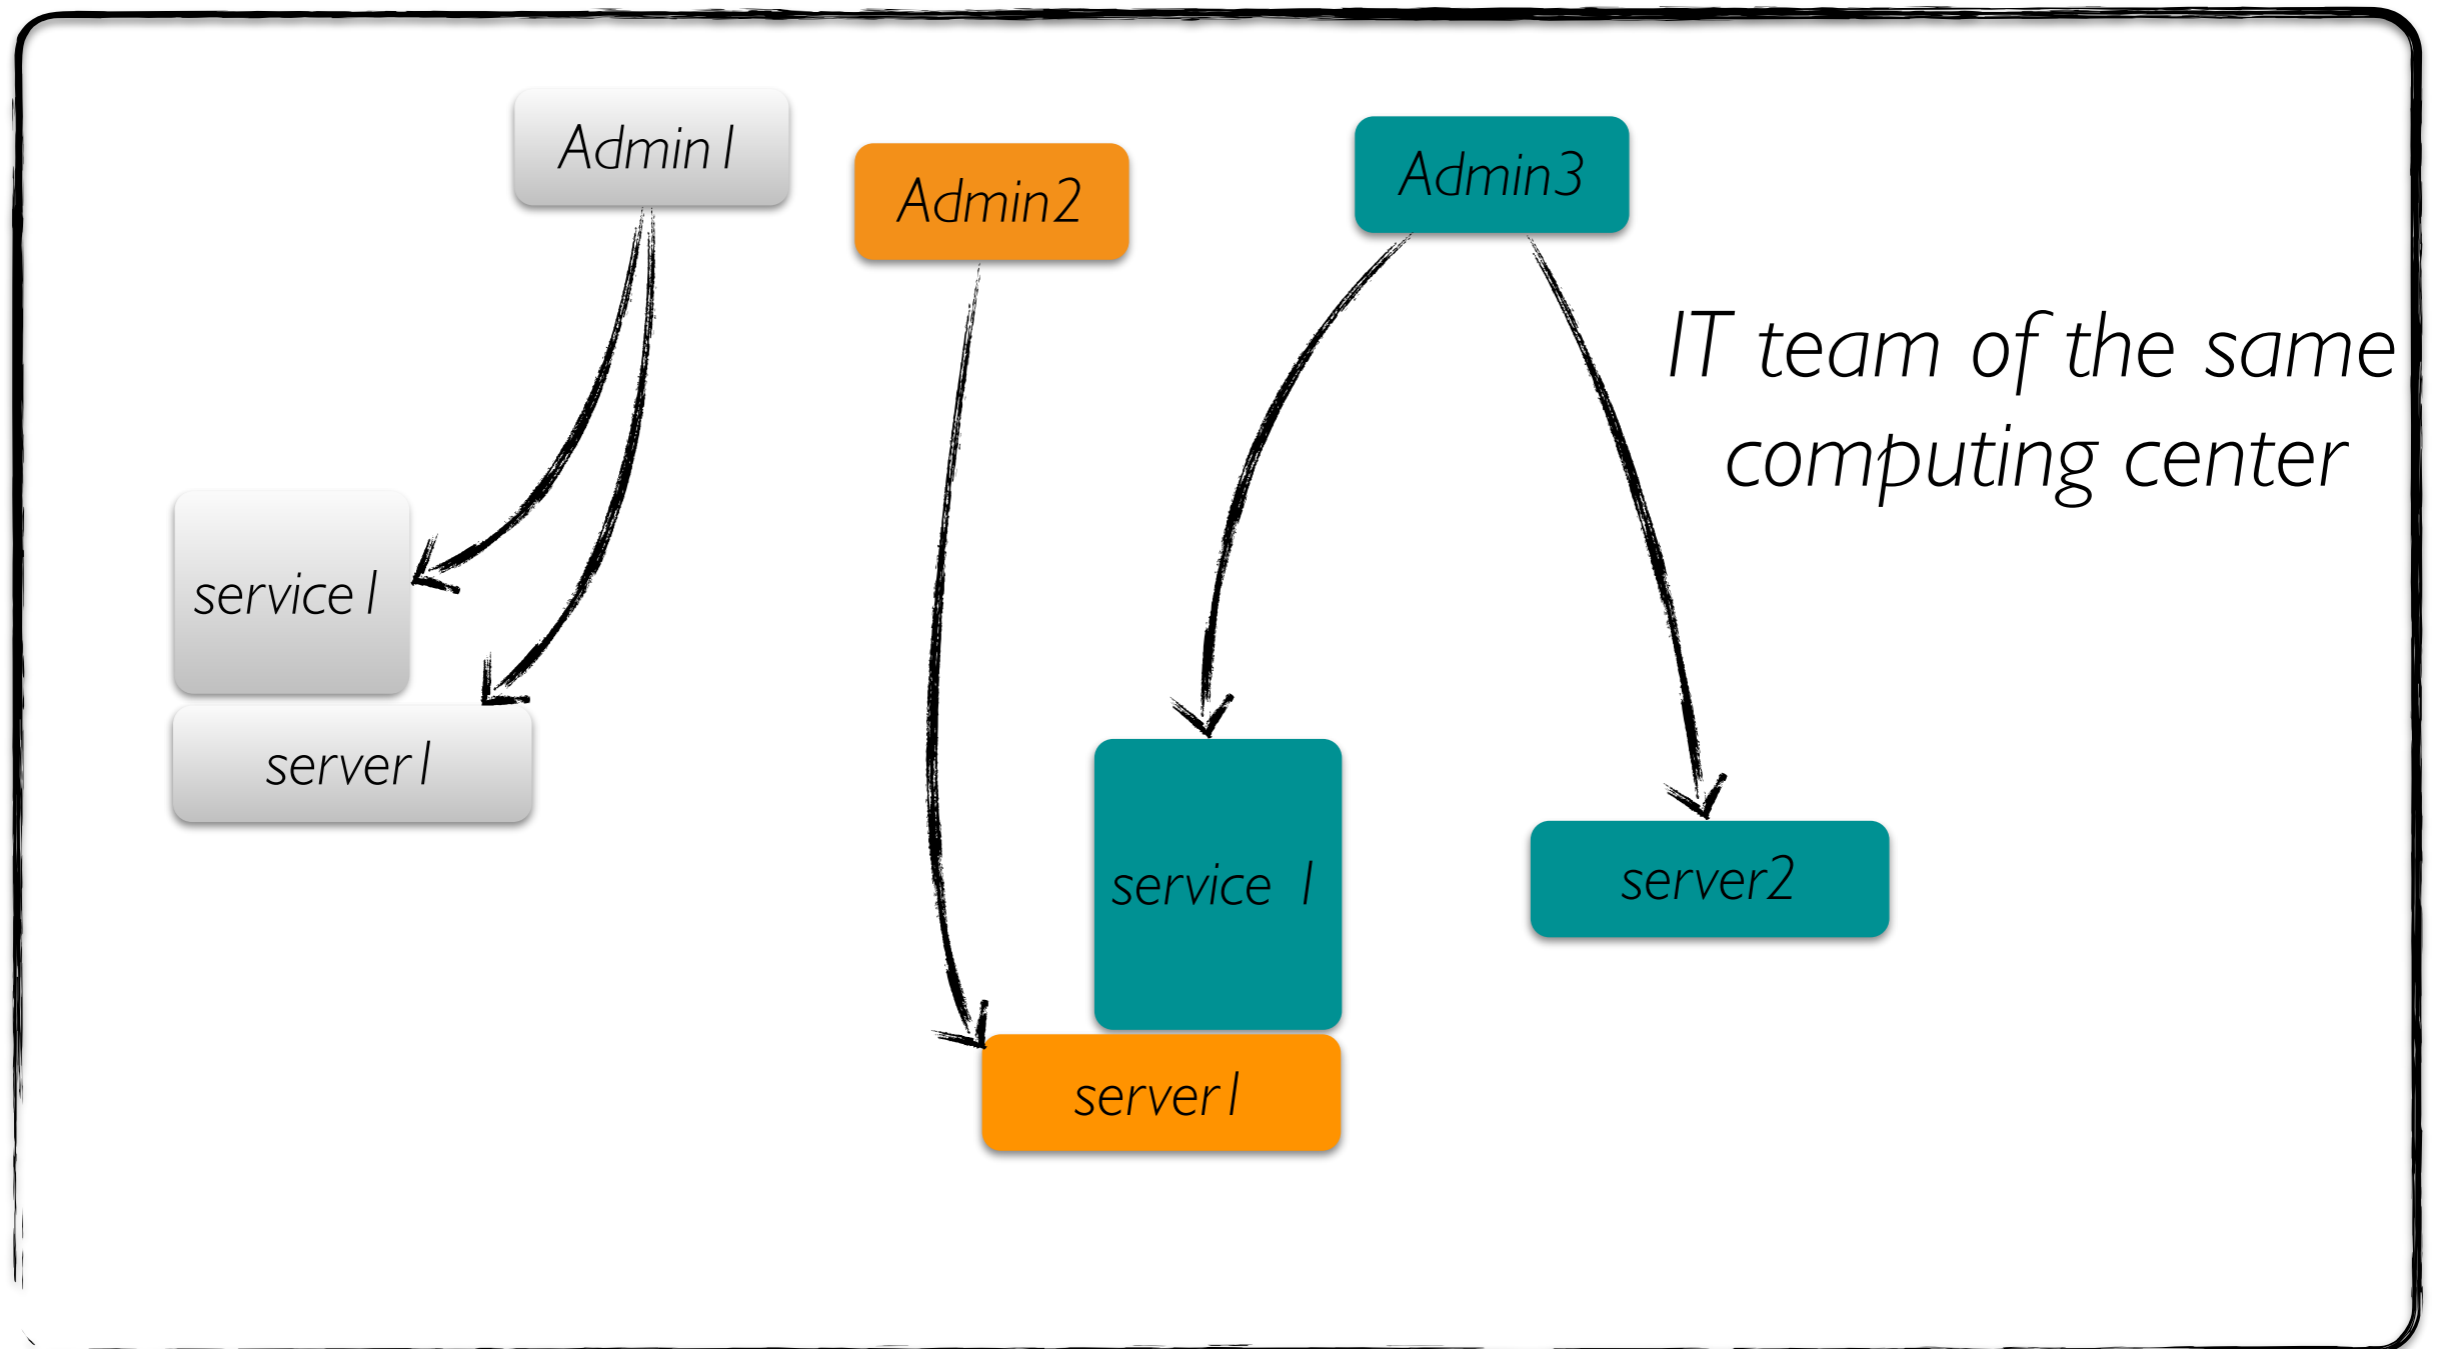 Admin1
Admin2
Admin3
IT team of the same
computing center
service1
server1
service 1
server2
server1